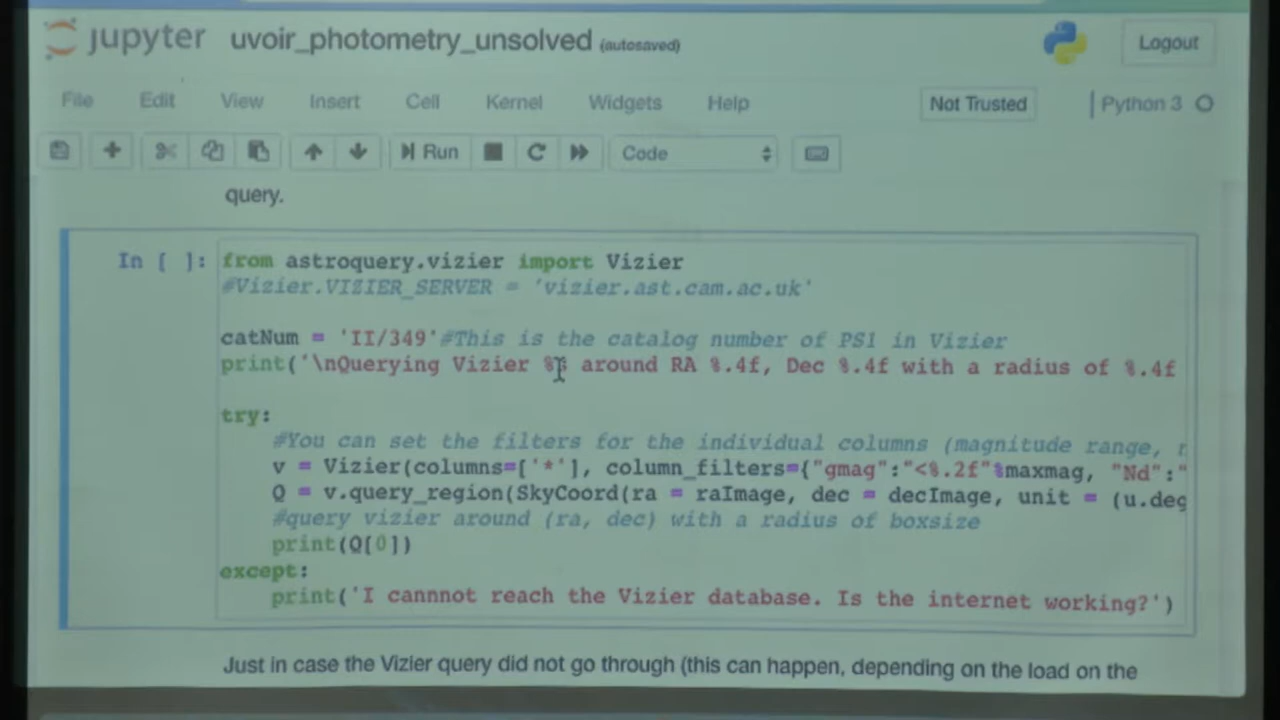 jupyter uvoir_photometry_unsolved (autosaved) Logout
File Edit View Insert Cell Kernel Widgets Help Not Trusted Python 3
Run Code
query.
In [ ]: from astroquery.vizier import Vizier
#Vizier.VIZIER_SERVER = 'vizier.ast.cam.ac.uk'
catNum = 'II/349'#This is the catalog number of PS1 in Vizier
print('\nQuerying Vizier %s around RA %.4f, Dec %.4f with a radius of %.4f
try:
#You can set the filters for the individual columns (magnitude range,
v = Vizier(columns=['*'], column_filters={"gmag":"<%.2f"%maxmag, "Nd":"
Q = v.query_region(SkyCoord(ra = raImage, dec = decImage, unit = (u.deg
#query vizier around (ra, dec) with a radius of boxsize
print(Q[0])
except:
print('I cannnot reach the Vizier database. Is the internet working?')
Just in case the Vizier query did not go through (this can happen, depending on the load on the